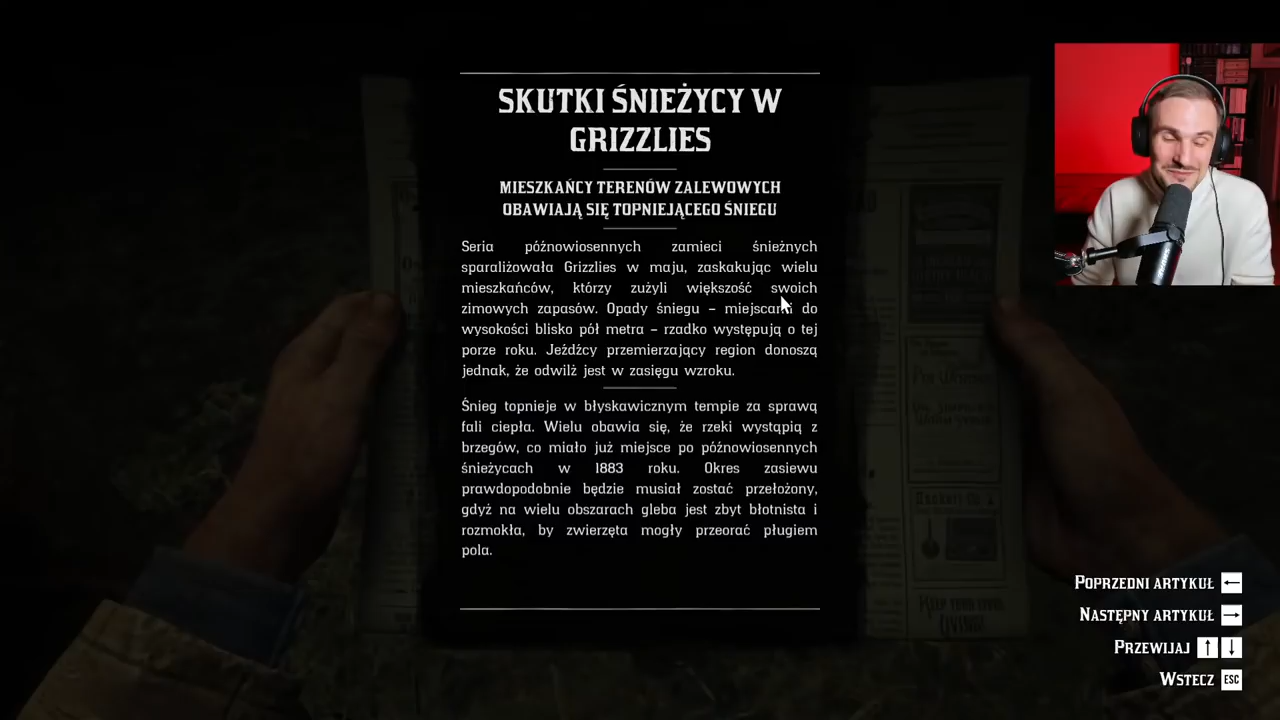 SKUTKI ŚNIEŻYCY W
GRIZZLIES
MIESZKAŃCY TERENÓW ZALEWOWYCH
OBAWIAJĄ SIĘ TOPNIEJĄCEGO ŚNIEGU
Seria późnowiosennych zamieci śnieżnych
sparaliżowała Grizzlies w maju, zaskakując wielu
mieszkańców, którzy zużyli większość swoich
zimowych zapasów. Opady śniegu – miejscami do
wysokości blisko pół metra – rzadko występują o tej
porze roku. Jeźdźcy przemierzający region donoszą
jednak, że odwilż jest w zasięgu wzroku.
Śnieg topnieje w błyskawicznym tempie za sprawą
fali ciepła. Wielu obawia się, że rzeki wystąpią z
brzegów, co miało już miejsce po późnowiosennych
śnieżycach w 1883 roku. Okres zasiewu
prawdopodobnie będzie musiał zostać przełożony,
gdyż na wielu obszarach gleba jest zbyt błotnista i
rozmokła, by zwierzęta mogły przeorać pługiem
pola.
POPRZEDNI ARTYKUŁ ←
NASTĘPNY ARTYKUŁ →
PRZEWIJAJ ↑ ↓
WSTECZ ESC